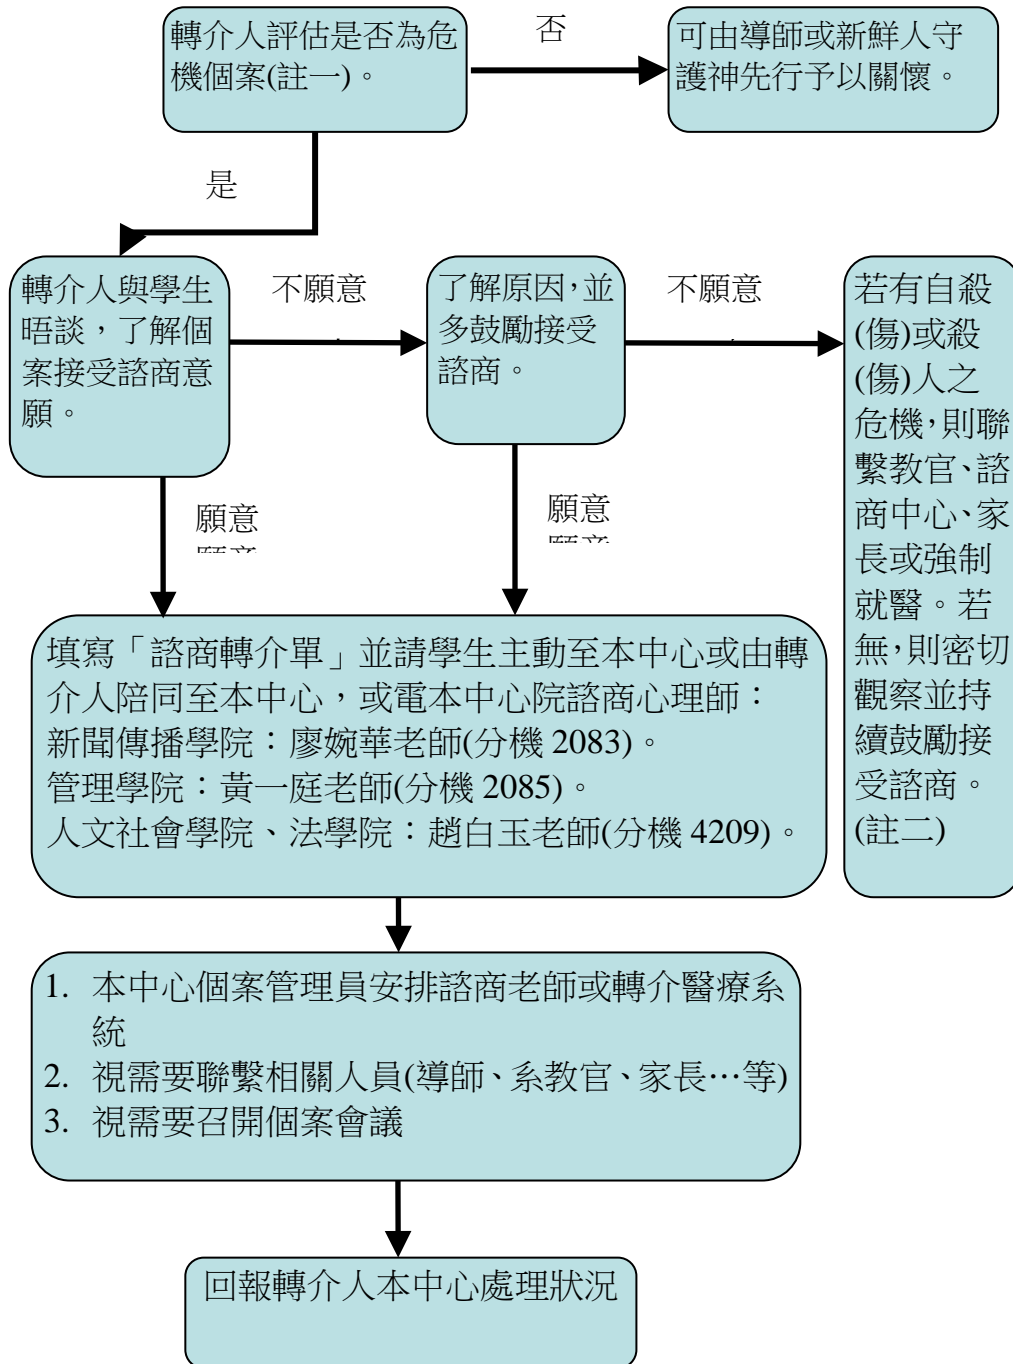 轉介人評估是否為危
機個案(註一)。
否
可由導師或新鮮人守
護神先行予以關懷。
是
轉介人與學生
晤談，了解個
案接受諮商意
願。
不願意
了解原因，並
多鼓勵接受
諮商。
不願意
若有自殺
(傷)或殺
(傷)人之
危機，則聯
繫教官、諮
商中心、家
長或強制
就醫。若
無，則密切
觀察並持
續鼓勵接
受諮商。
(註二)
願意
願意
填寫「諮商轉介單」並請學生主動至本中心或由轉
介人陪同至本中心，或電本中心院諮商心理師：
新聞傳播學院：廖婉華老師(分機 2083)。
管理學院：黃一庭老師(分機 2085)。
人文社會學院、法學院：趙白玉老師(分機 4209)。
1. 本中心個案管理員安排諮商老師或轉介醫療系
統
2. 視需要聯繫相關人員(導師、系教官、家長…等)
3. 視需要召開個案會議
回報轉介人本中心處理狀況